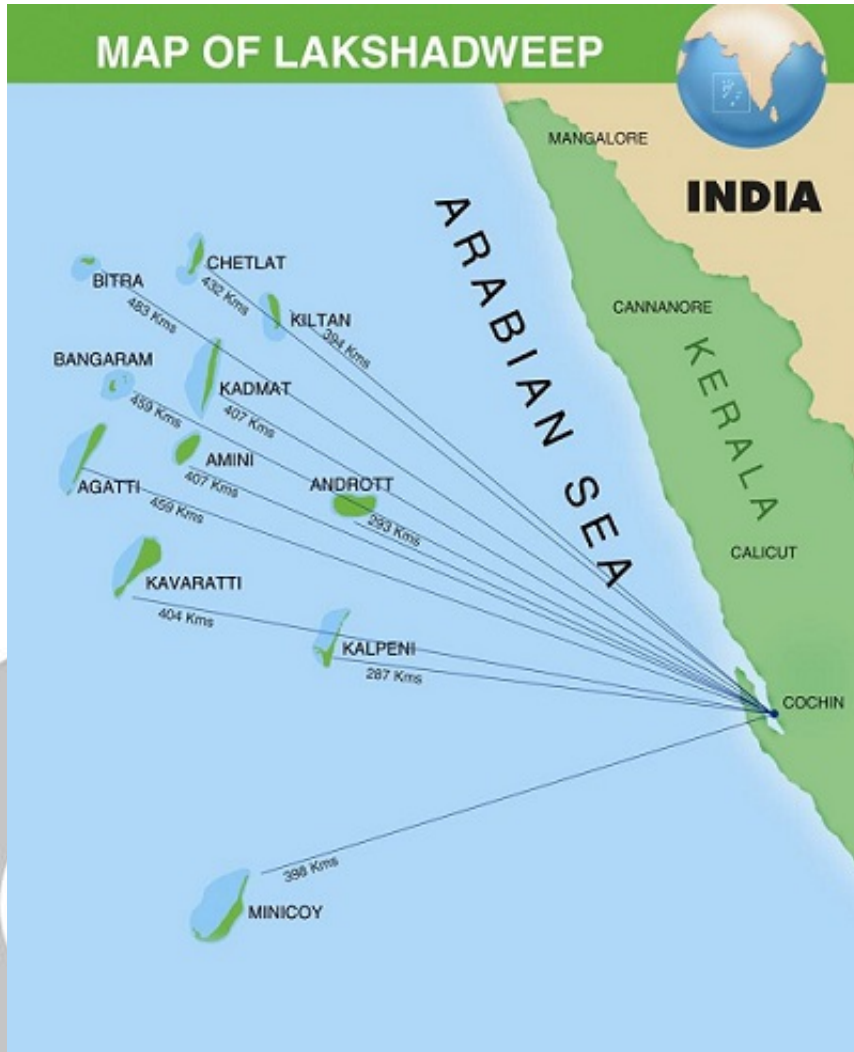 MAP OF LAKSHADWEEP
INDIA
MANGALORE
ARABIAN SEA
CHETLAT
432 Kms
BITRA
483 Kms
KILTAN
394 Kms
CANNANORE
KERALA
BANGARAM
459 Kms
KADMAT
407 Kms
AMINI
407 Kms
AGATTI
459 Kms
ANDROTT
293 Kms
CALICUT
KAVARATTI
404 Kms
KALPENI
287 Kms
COCHIN
398 Kms
MINICOY